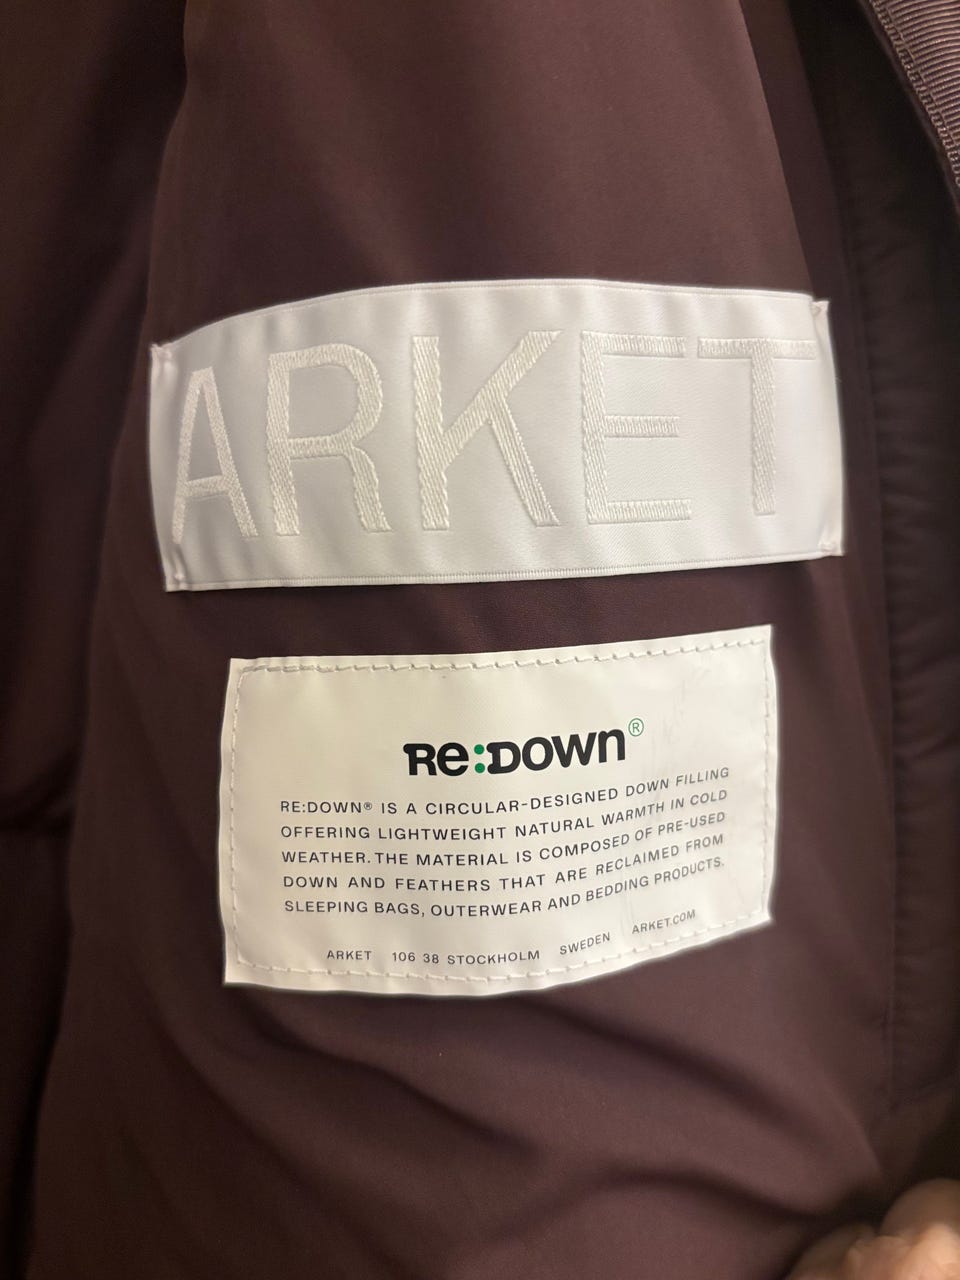 ARKET
Re:DOWN®
RE:DOWN® IS A CIRCULAR-DESIGNED DOWN FILLING
OFFERING LIGHTWEIGHT NATURAL WARMTH IN COLD
WEATHER. THE MATERIAL IS COMPOSED OF PRE-USED
DOWN AND FEATHERS THAT ARE RECLAIMED FROM
SLEEPING BAGS, OUTERWEAR AND BEDDING PRODUCTS.
ARKET 106 38 STOCKHOLM SWEDEN ARKET.COM